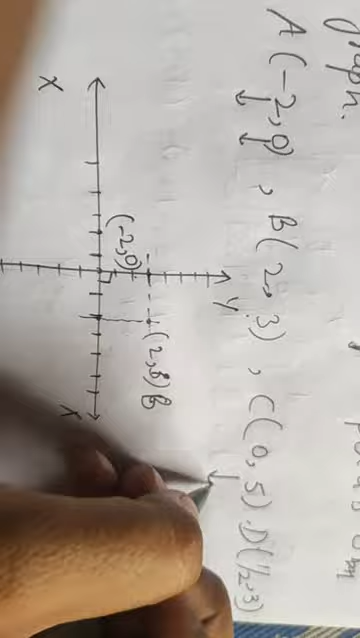 graph.
A (-2,0), B(2,3), C(0,5). D(1/2,3)
Y
(-2,0)
(2,3) B
X
X